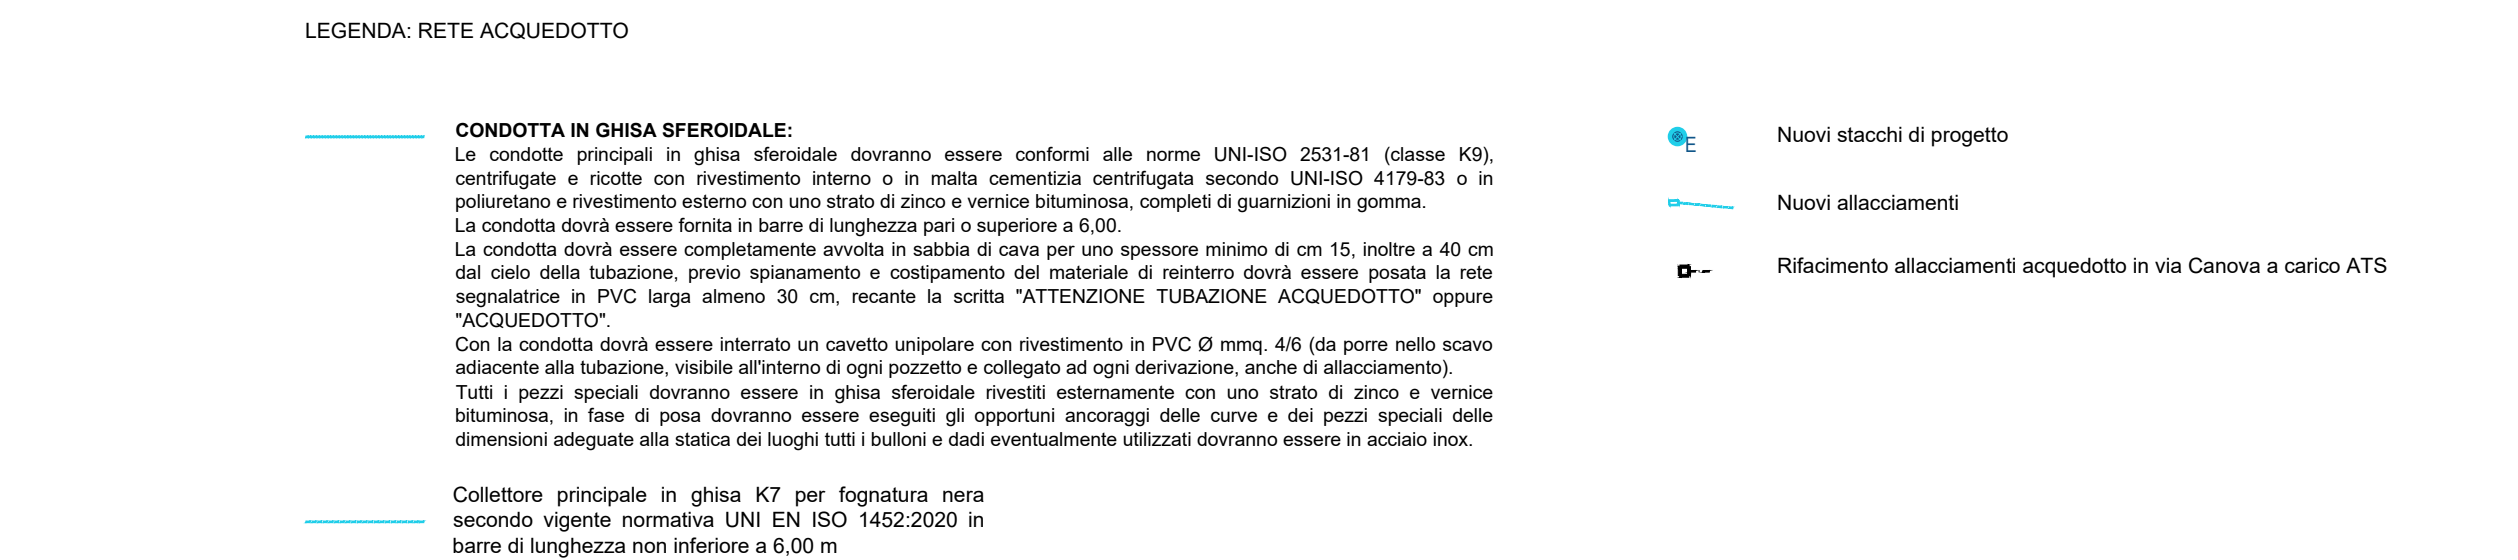 LEGENDA: RETE ACQUEDOTTO
CONDOTTA IN GHISA SFEROIDALE:
Le condotte principali in ghisa sferoidale dovranno essere conformi alle norme UNI-ISO 2531-81 (classe K9),
centrifugate e ricotte con rivestimento interno o in malta cementizia centrifugata secondo UNI-ISO 4179-83 o in
poliuretano e rivestimento esterno con uno strato di zinco e vernice bituminosa, completi di guarnizioni in gomma.
La condotta dovrà essere fornita in barre di lunghezza pari o superiore a 6,00.
La condotta dovrà essere completamente avvolta in sabbia di cava per uno spessore minimo di cm 15, inoltre a 40 cm
dal cielo della tubazione, previo spianamento e costipamento del materiale di reinterro dovrà essere posata la rete
segnalatrice in PVC larga almeno 30 cm, recante la scritta "ATTENZIONE TUBAZIONE ACQUEDOTTO" oppure
"ACQUEDOTTO".
Con la condotta dovrà essere interrato un cavetto unipolare con rivestimento in PVC Ø mmq. 4/6 (da porre nello scavo
adiacente alla tubazione, visibile all'interno di ogni pozzetto e collegato ad ogni derivazione, anche di allacciamento).
Tutti i pezzi speciali dovranno essere in ghisa sferoidale rivestiti esternamente con uno strato di zinco e vernice
bituminosa, in fase di posa dovranno essere eseguiti gli opportuni ancoraggi delle curve e dei pezzi speciali delle
dimensioni adeguate alla statica dei luoghi tutti i bulloni e dadi eventualmente utilizzati dovranno essere in acciaio inox.
Collettore principale in ghisa K7 per fognatura nera
secondo vigente normativa UNI EN ISO 1452:2020 in
barre di lunghezza non inferiore a 6,00 m
E
Nuovi stacchi di progetto
Nuovi allacciamenti
Rifacimento allacciamenti acquedotto in via Canova a carico ATS